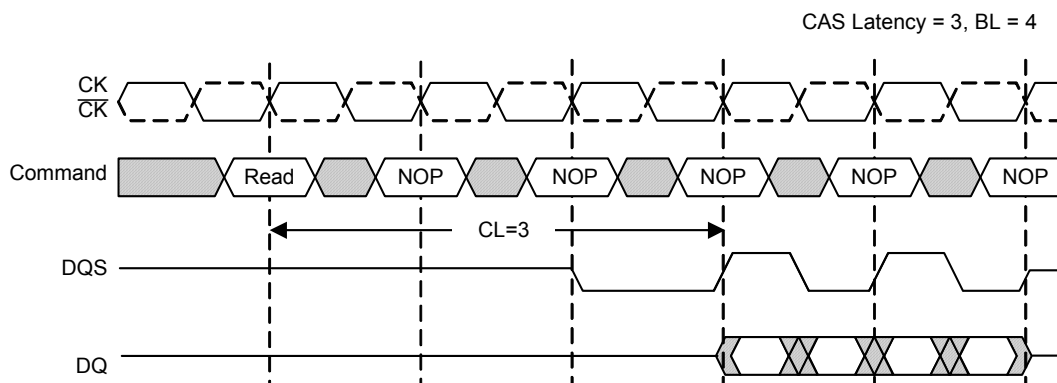 CAS Latency = 3, BL = 4
CK
CK
Command
Read
NOP
NOP
NOP
NOP
NOP
CL=3
DQS
DQ